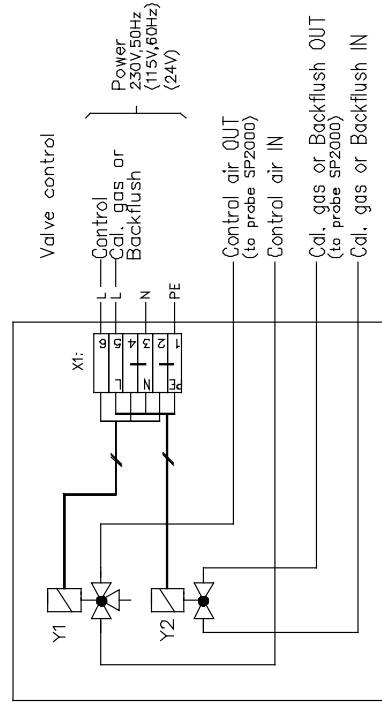 Valve control
Power
230V,50Hz
(115V,60Hz)
(24V)
X1:
6 L Control
5 L L Cal. gas or
Backflush
4
3 N N
2
1 PE PE
Y1
Y2
Control air OUT
(to probe SP2000)
Control air IN
Cal. gas or Backflush OUT
(to probe SP2000)
Cal. gas or Backflush IN